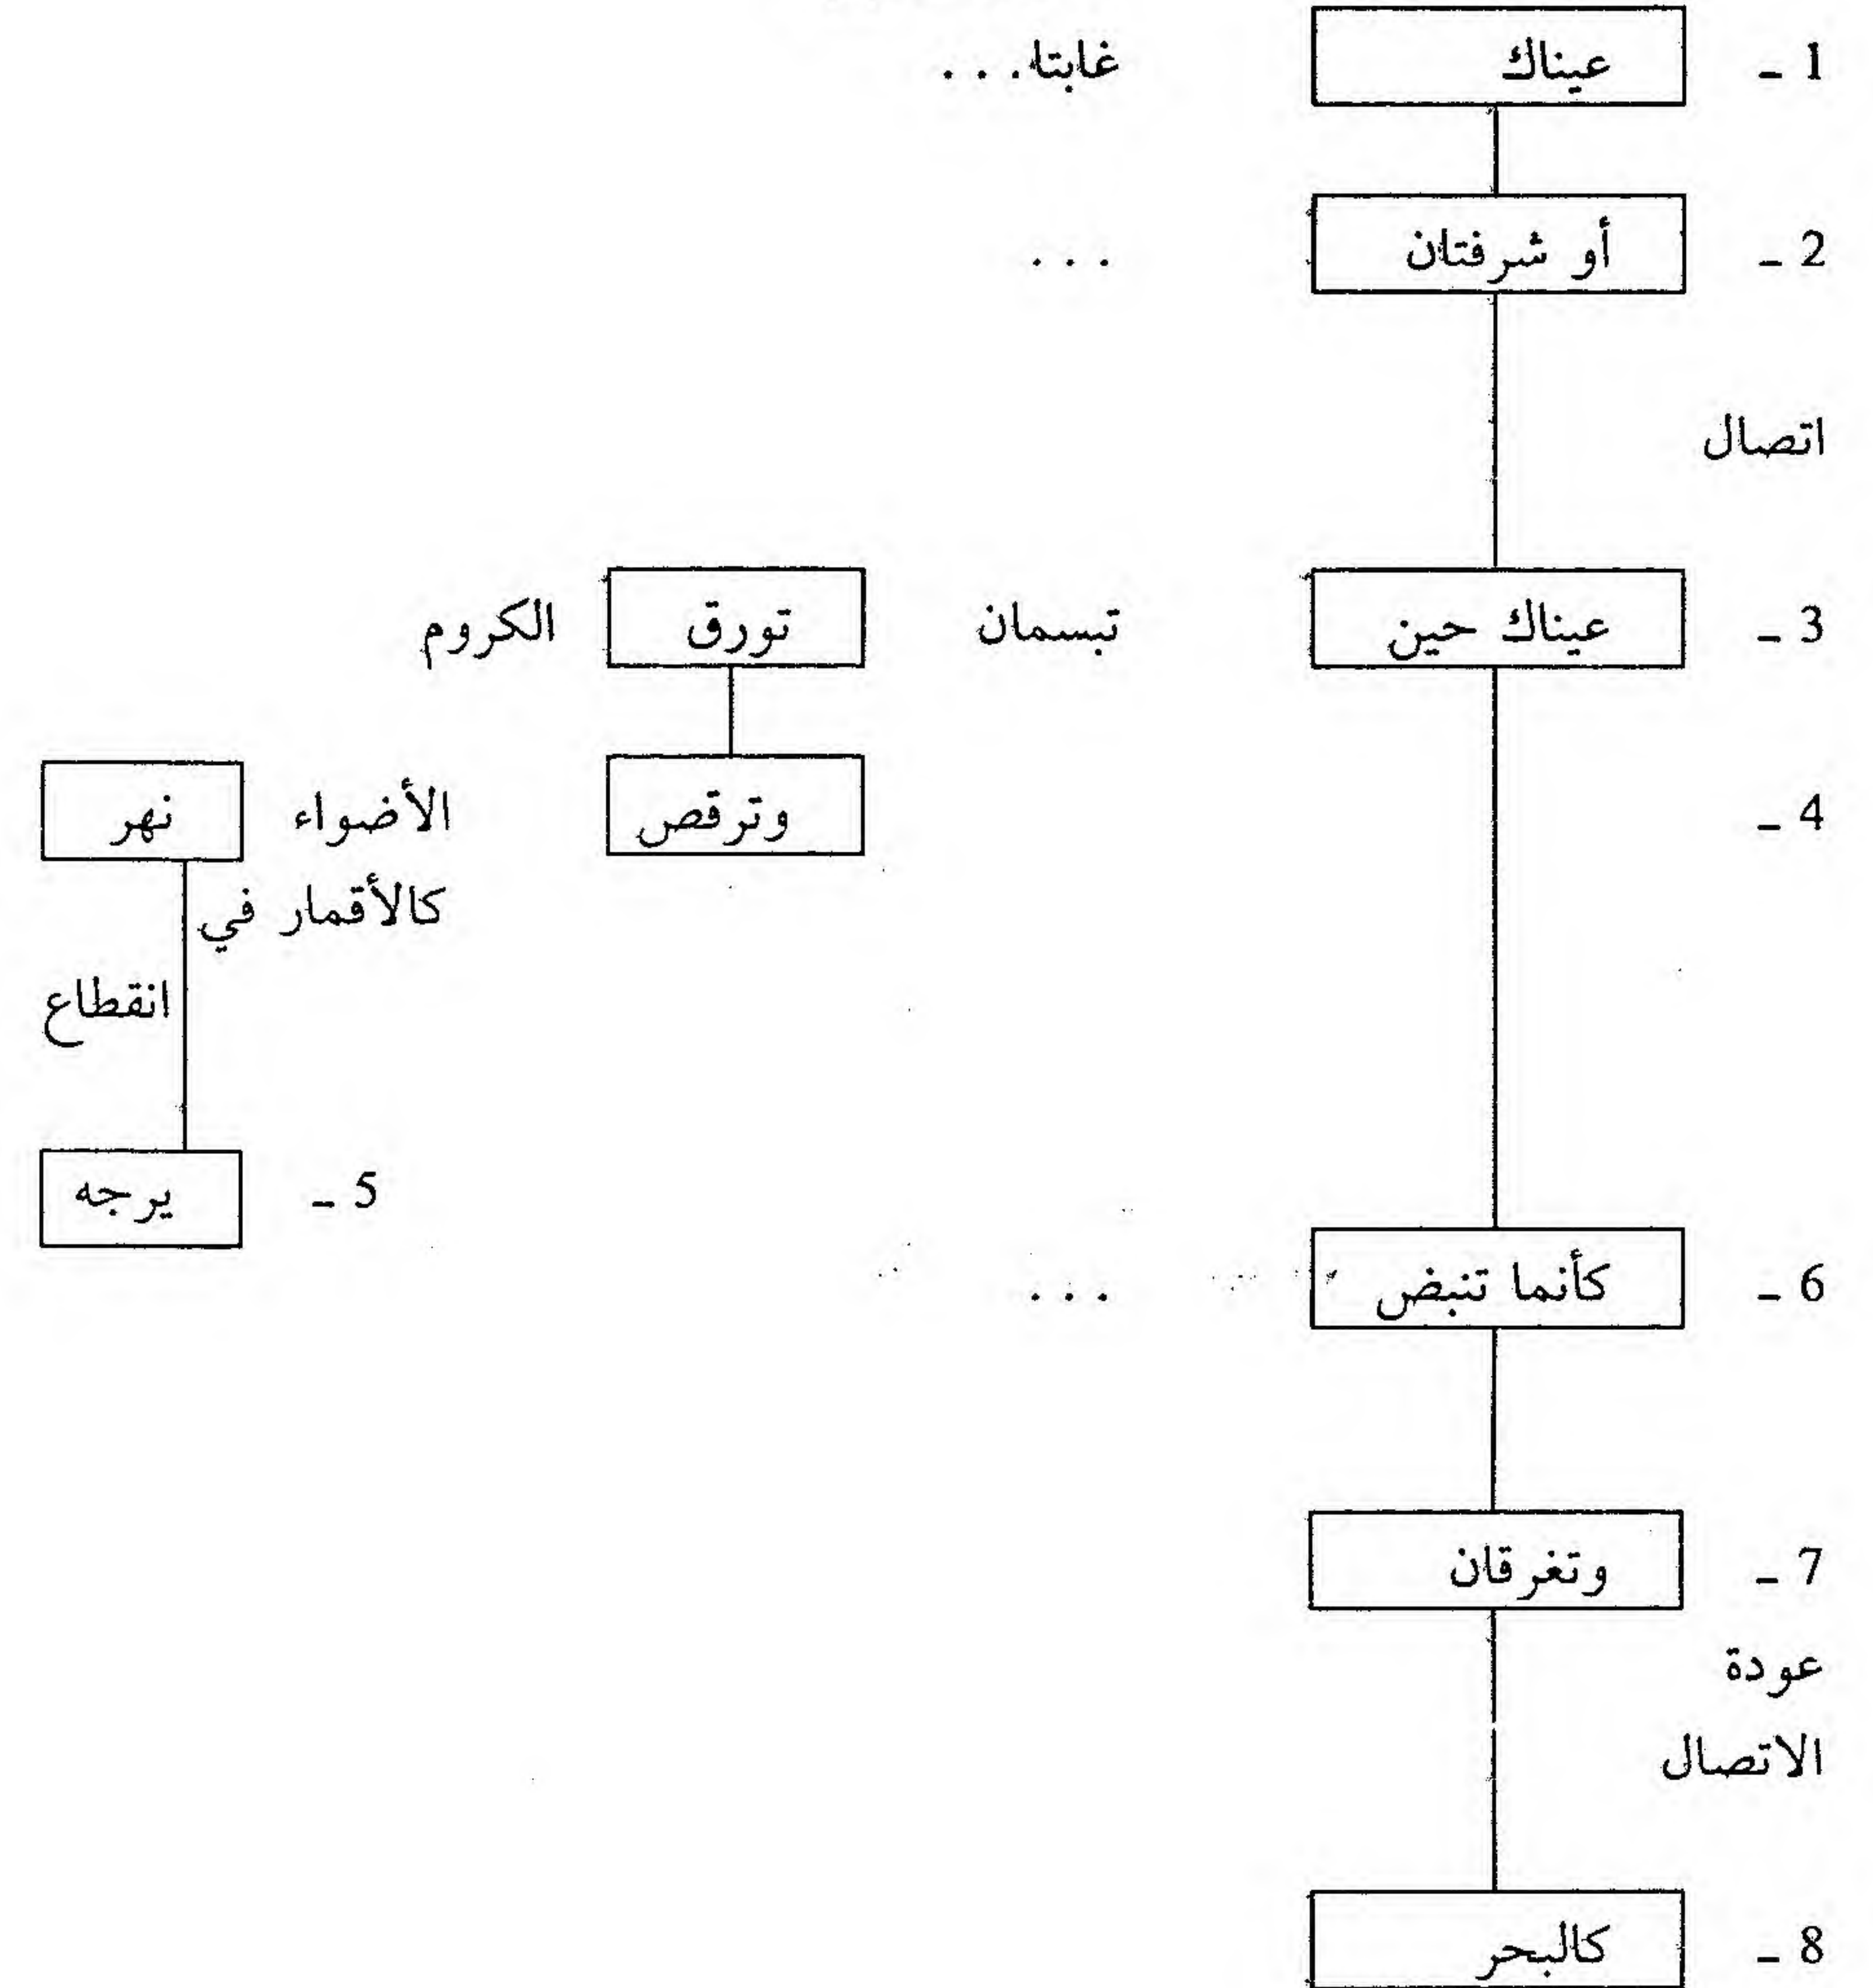 1 - عيناك غابتا...
2 - أو شرفتان ...
اتصال
3 - عيناك حين تبسمان تورق الكروم
4 - وترقص الأضواء نهر
كالأقمار في
انقطاع
5 - يرجه
6 - كأنما تنبض ...
7 - وتغرقان
عودة
الاتصال
8 - كالبحر